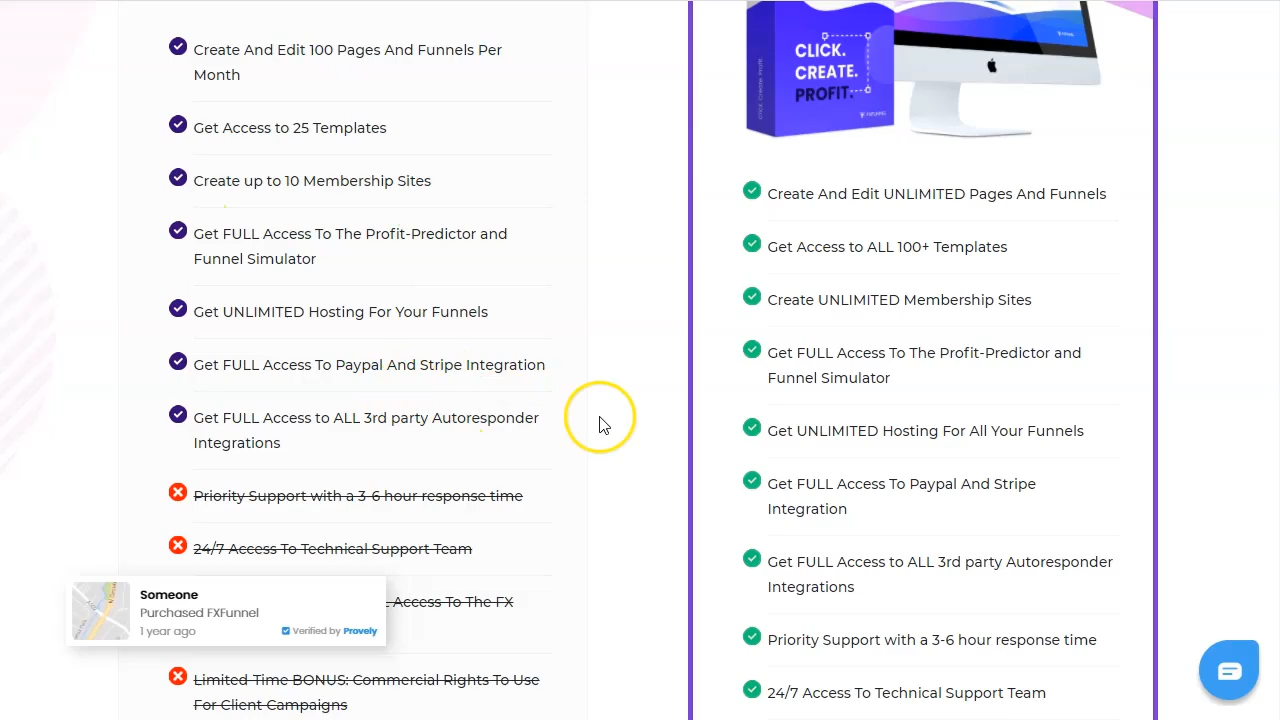 Create And Edit 100 Pages And Funnels Per
Month
Get Access to 25 Templates
Create up to 10 Membership Sites
Get FULL Access To The Profit-Predictor and
Funnel Simulator
Get UNLIMITED Hosting For Your Funnels
Get FULL Access To Paypal And Stripe Integration
Get FULL Access to ALL 3rd party Autoresponder
Integrations
Priority Support with a 3-6 hour response time
24/7 Access To Technical Support Team
Access To The FX
Limited Time BONUS: Commercial Rights To Use
For Client Campaigns
Someone
Purchased FXFunnel
1 year ago
Verified by Provely
CLICK.
CREATE.
PROFIT.
Click. Create. Profit.
Create And Edit UNLIMITED Pages And Funnels
Get Access to ALL 100+ Templates
Create UNLIMITED Membership Sites
Get FULL Access To The Profit-Predictor and
Funnel Simulator
Get UNLIMITED Hosting For All Your Funnels
Get FULL Access To Paypal And Stripe
Integration
Get FULL Access to ALL 3rd party Autoresponder
Integrations
Priority Support with a 3-6 hour response time
24/7 Access To Technical Support Team